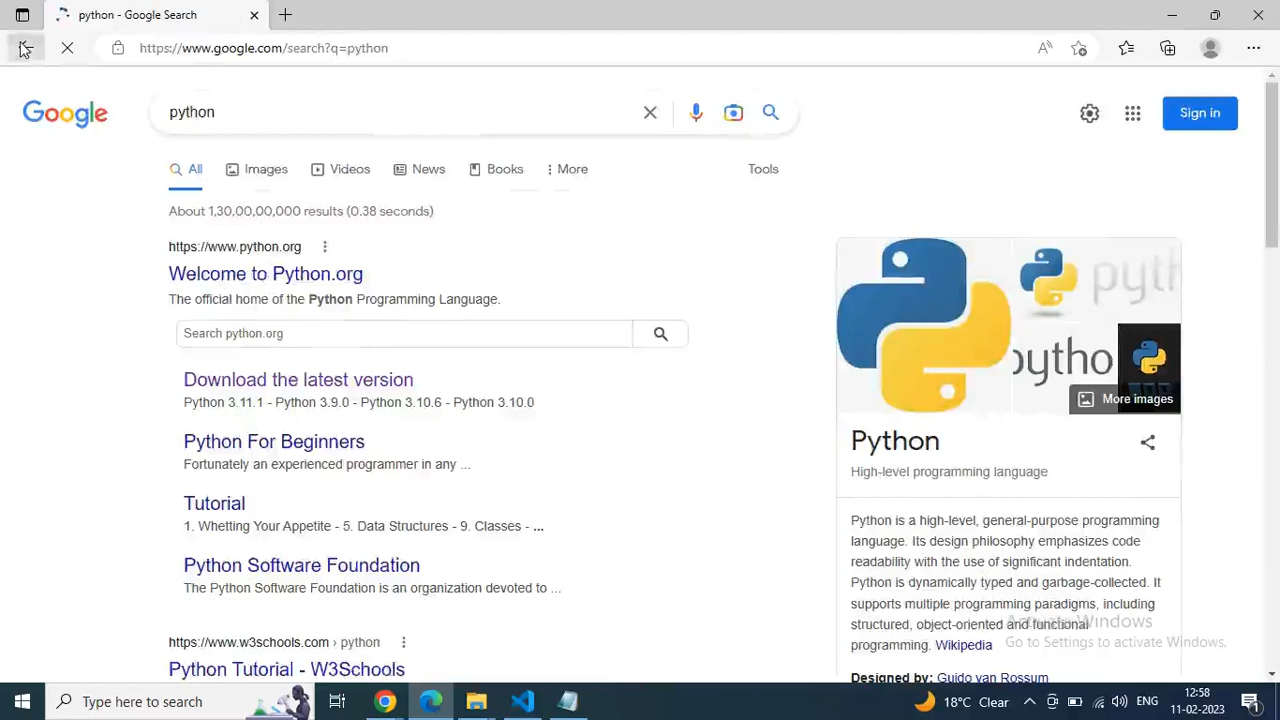 python - Google Search
https://www.google.com/search?q=python
Google
python
Sign in
All
Images
Videos
News
Books
More
Tools
About 1,30,00,00,000 results (0.38 seconds)
https://www.python.org
Welcome to Python.org
The official home of the Python Programming Language.
Search python.org
Download the latest version
Python 3.11.1 - Python 3.9.0 - Python 3.10.6 - Python 3.10.0
Python For Beginners
Fortunately an experienced programmer in any ...
Tutorial
1. Whetting Your Appetite - 5. Data Structures - 9. Classes - ...
Python Software Foundation
The Python Software Foundation is an organization devoted to ...
https://www.w3schools.com › python
Python Tutorial - W3Schools
pytho
pytho
More images
Python
High-level programming language
Python is a high-level, general-purpose programming
language. Its design philosophy emphasizes code
readability with the use of significant indentation.
Python is dynamically typed and garbage-collected. It
supports multiple programming paradigms, including
structured, object-oriented and functional
programming. Wikipedia
Designed by: Guido van Rossum
Activate Windows
Go to Settings to activate Windows.
Type here to search
18°C Clear
ENG
12:58
11-02-2023
1